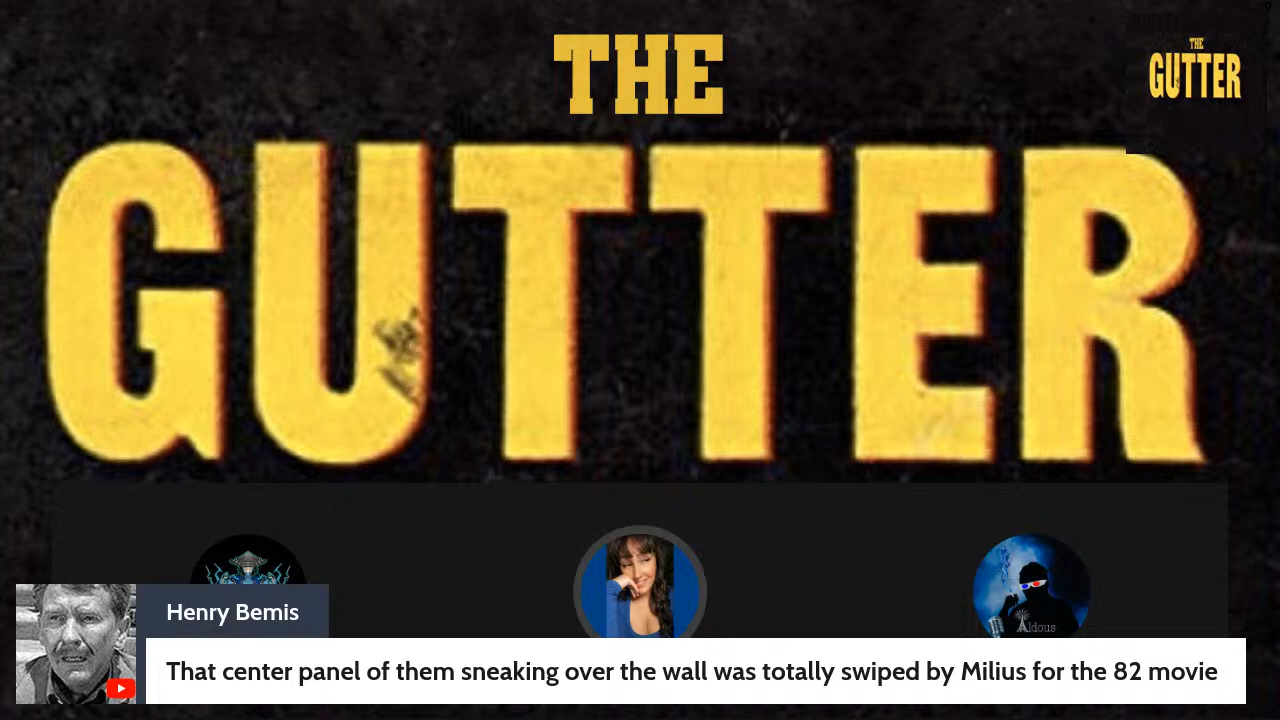 THE
GUTTER
THE
GUTTER
Aldous
Henry Bemis
That center panel of them sneaking over the wall was totally swiped by Milius for the 82 movie